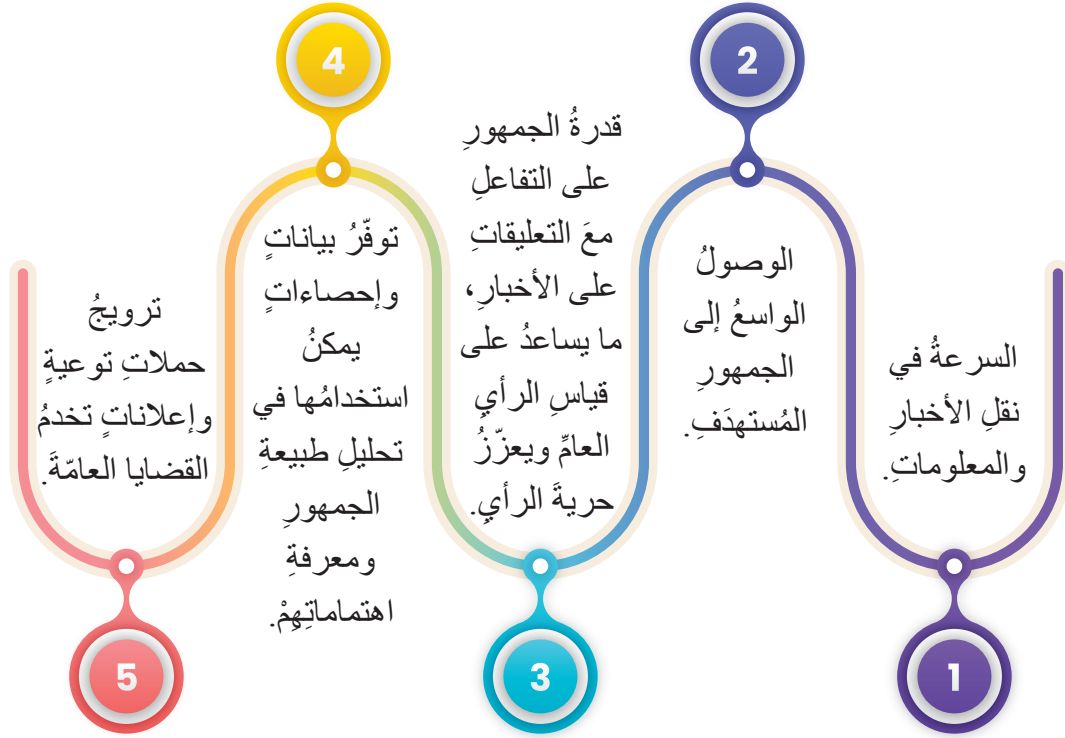 1
السرعةُ في
نقلِ الأخبارِ
والمعلوماتِ.
2
الوصولُ
الواسعُ إلى
الجمهورِ
المُستهدَفِ.
3
قدرةُ الجمهورِ
على التفاعلِ
معَ التعليقاتِ
على الأخبارِ،
ما يساعدُ على
قياسِ الرأيِ
العامِّ ويعزّزُ
حريةَ الرأيِ.
4
توفّرُ بياناتٍ
وإحصاءاتٍ
يمكنُ
استخدامُها في
تحليلِ طبيعةِ
الجمهورِ
ومعرفةِ
اهتماماتِهِمْ.
5
ترويجُ
حملاتِ توعيةٍ
وإعلاناتٍ تخدمُ
القضايا العامّةَ.